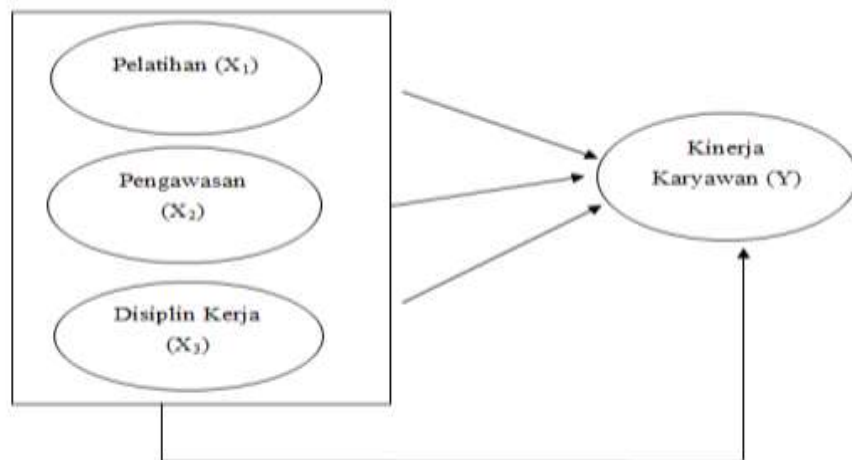 Pelatihan (X₁)
Pengawasan
(X₂)
Disiplin Kerja
(X₃)
Kinerja
Karyawan (Y)